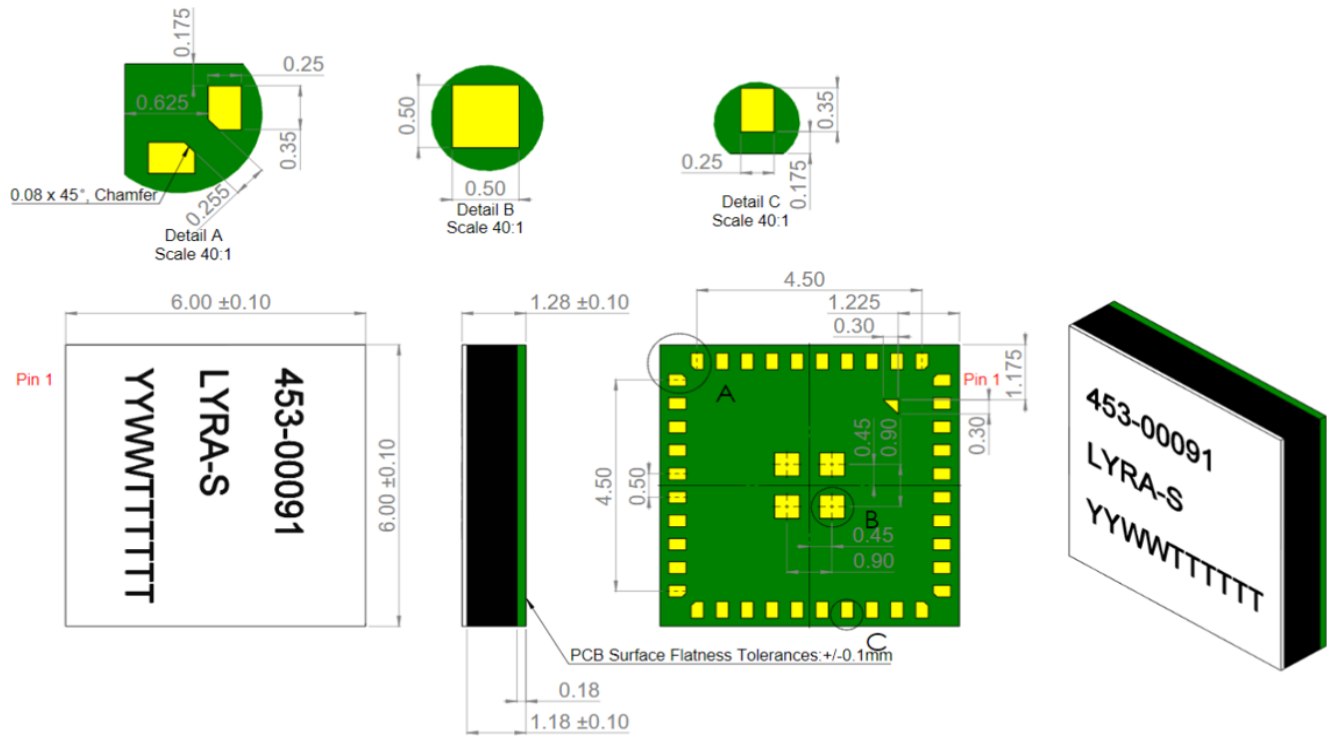 0.175
0.25
0.625
0.35
0.08 x 45°, Chamfer
0.255
Detail A
Scale 40:1
0.50
0.50
Detail B
Scale 40:1
0.35
0.25
0.175
Detail C
Scale 40:1
6.00 ±0.10
Pin 1
453-00091
LYRA-S
YYWWTTTTTT
6.00 ±0.10
1.28 ±0.10
0.18
1.18 ±0.10
PCB Surface Flatness Tolerances:+/-0.1mm
4.50
1.225
0.30
A
Pin 1
1.175
0.30
0.45
0.90
4.50
0.50
B
0.45
0.90
C
453-00091
LYRA-S
YYWWTTTTTT